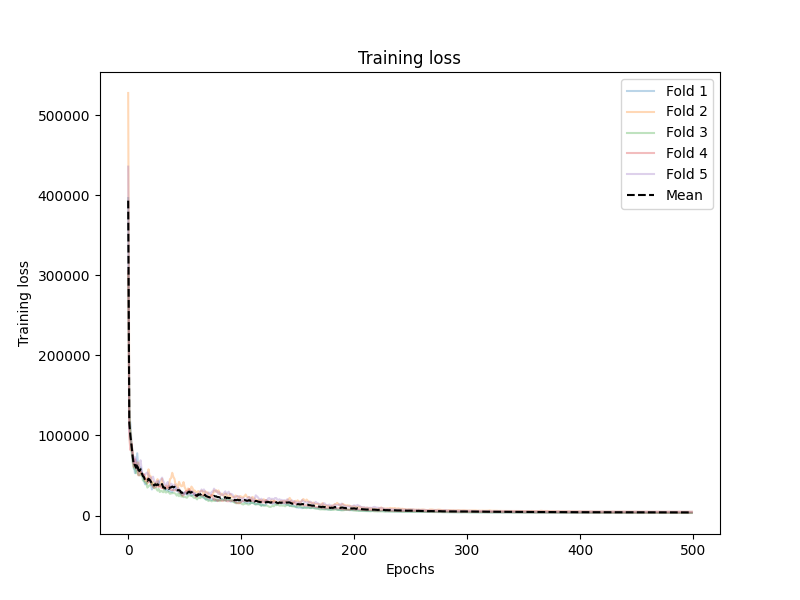 Training loss
Fold 1
Fold 2
Fold 3
Fold 4
Fold 5
Mean
Training loss
500000
400000
300000
200000
100000
0
0 100 200 300 400 500
Epochs